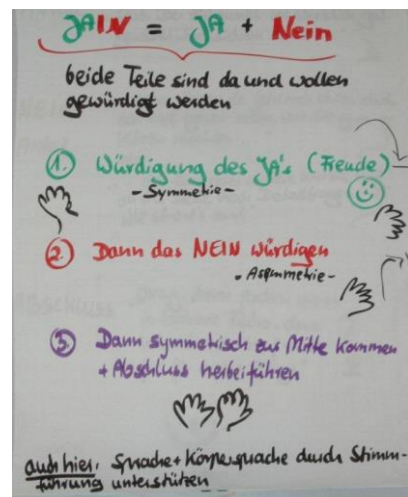 JAIN = JA + Nein
beide Teile sind da und wollen
gewürdigt werden
1. Würdigung des JA's (Freude)
- Symmetrie -
2. Dann das NEIN würdigen
- Asymmetrie -
3. Dann symmetrisch zur Mitte kommen
+ Abschluss herbeiführen
auch hier: Sprache + Körpersprache durch Stimm-
führung unterstützen